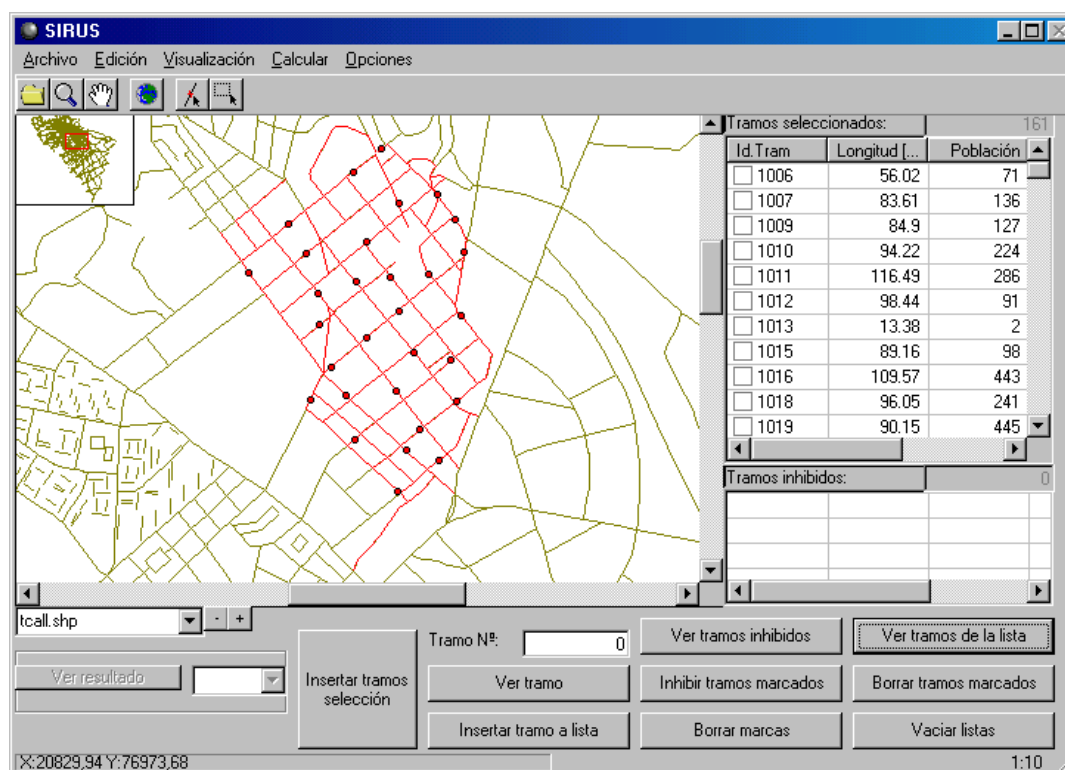 SIRUS
Archivo Edición Visualización Calcular Opciones
Tramos seleccionados: 161
Id.Tram Longitud [... Población
1006 56.02 71
1007 83.61 136
1009 84.9 127
1010 94.22 224
1011 116.49 286
1012 98.44 91
1013 13.38 2
1015 89.16 98
1016 109.57 443
1018 96.05 241
1019 90.15 445
Tramos inhibidos: 0
tcall.shp - +
Ver resultado
Insertar tramos
selección
Tramo Nº: 0
Ver tramo
Insertar tramo a lista
Ver tramos inhibidos
Inhibir tramos marcados
Borrar marcas
Ver tramos de la lista
Borrar tramos marcados
Vaciar listas
X:20829,94 Y:76973,68
1:10